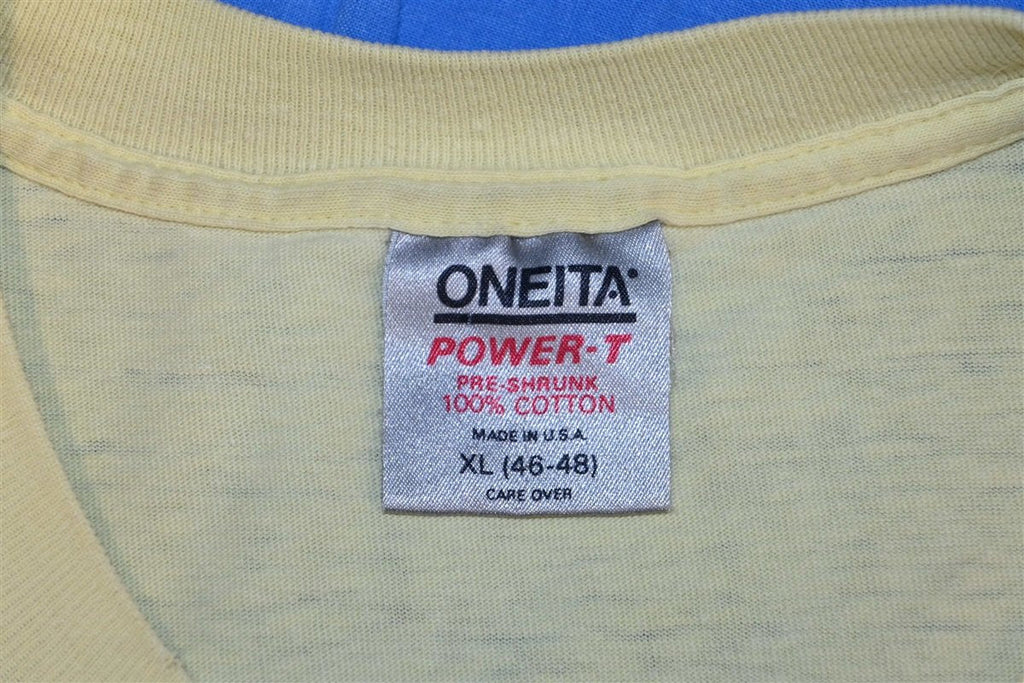 ONEITA
POWER-T
PRE-SHRUNK
100% COTTON
MADE IN U.S.A.
XL (46-48)
CARE OVER